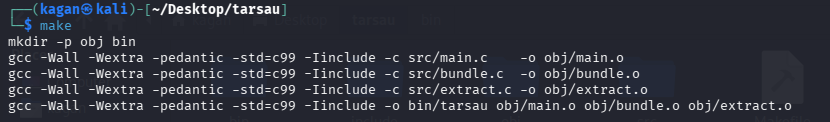 ┌──(kagan㉿kali)-[~/Desktop/tarsau]
└─$ make
mkdir -p obj bin
gcc -Wall -Wextra -pedantic -std=c99 -Iinclude -c src/main.c   -o obj/main.o
gcc -Wall -Wextra -pedantic -std=c99 -Iinclude -c src/bundle.c  -o obj/bundle.o
gcc -Wall -Wextra -pedantic -std=c99 -Iinclude -c src/extract.c -o obj/extract.o
gcc -Wall -Wextra -pedantic -std=c99 -Iinclude -o bin/tarsau obj/main.o obj/bundle.o obj/extract.o